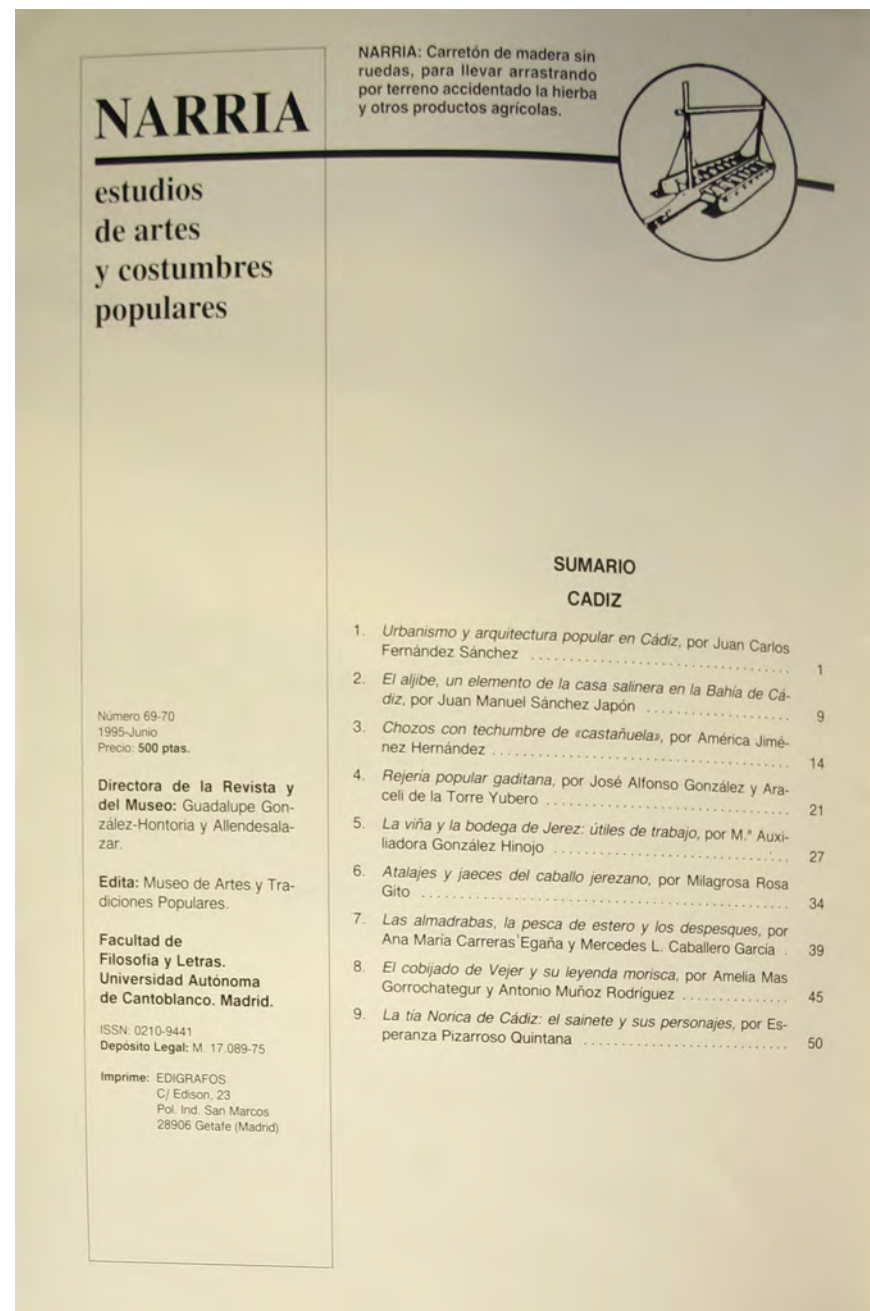 NARRIA
estudios
de artes
y costumbres
populares
NARRIA: Carretón de madera sin
ruedas, para llevar arrastrando
por terreno accidentado la hierba
y otros productos agrícolas.
Número 69-70
1995-Junio
Precio: 500 ptas.
Directora de la Revista y
del Museo: Guadalupe Gon-
zález-Hontoria y Allendesala-
zar.
Edita: Museo de Artes y Tra-
diciones Populares.
Facultad de
Filosofía y Letras.
Universidad Autónoma
de Cantoblanco. Madrid.
ISSN: 0210-9441
Depósito Legal: M. 17.089-75
Imprime: EDIGRAFOS
C/ Edison, 23
Pol. Ind. San Marcos
28906 Getafe (Madrid)
SUMARIO
CADIZ
1. Urbanismo y arquitectura popular en Cádiz, por Juan Carlos
Fernández Sánchez ................................ 1
2. El aljibe, un elemento de la casa salinera en la Bahía de Cá-
diz, por Juan Manuel Sánchez Japón .................. 9
3. Chozos con techumbre de «castañuela», por América Jimé-
nez Hernández ..................................... 14
4. Rejería popular gaditana, por José Alfonso González y Ara-
celi de la Torre Yubero .............................. 21
5. La viña y la bodega de Jerez: útiles de trabajo, por M.ª Auxi-
liadora González Hinojo ............................. 27
6. Atalajes y jaeces del caballo jerezano, por Milagrosa Rosa
Gito .............................................. 34
7. Las almadrabas, la pesca de estero y los despesques, por
Ana María Carreras Egaña y Mercedes L. Caballero García . 39
8. El cobijado de Vejer y su leyenda morisca, por Amelia Mas
Gorrochategur y Antonio Muñoz Rodríguez .............. 45
9. La tía Norica de Cádiz: el sainete y sus personajes, por Es-
peranza Pizarroso Quintana .......................... 50